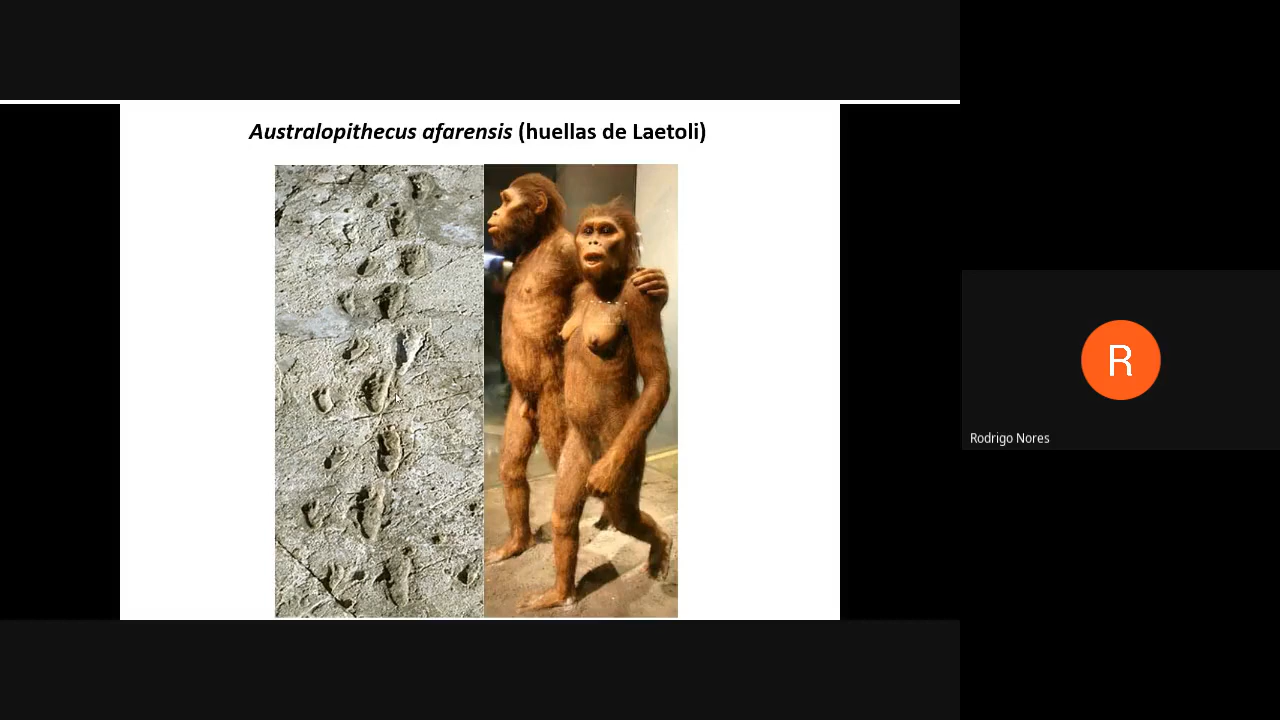 Australopithecus afarensis (huellas de Laetoli)
R
Rodrigo Nores